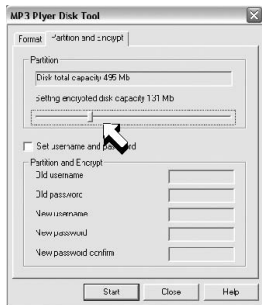 MP3 Plyer Disk Tool
Format Partition and Encrypt
Partition
Disk total capacity 495 Mb
Setting encrypted disk capacity 131 Mb
Set username and password
Partition and Encrypt
Old username
Old password
New username
New password
New password confirm
Start Close Help